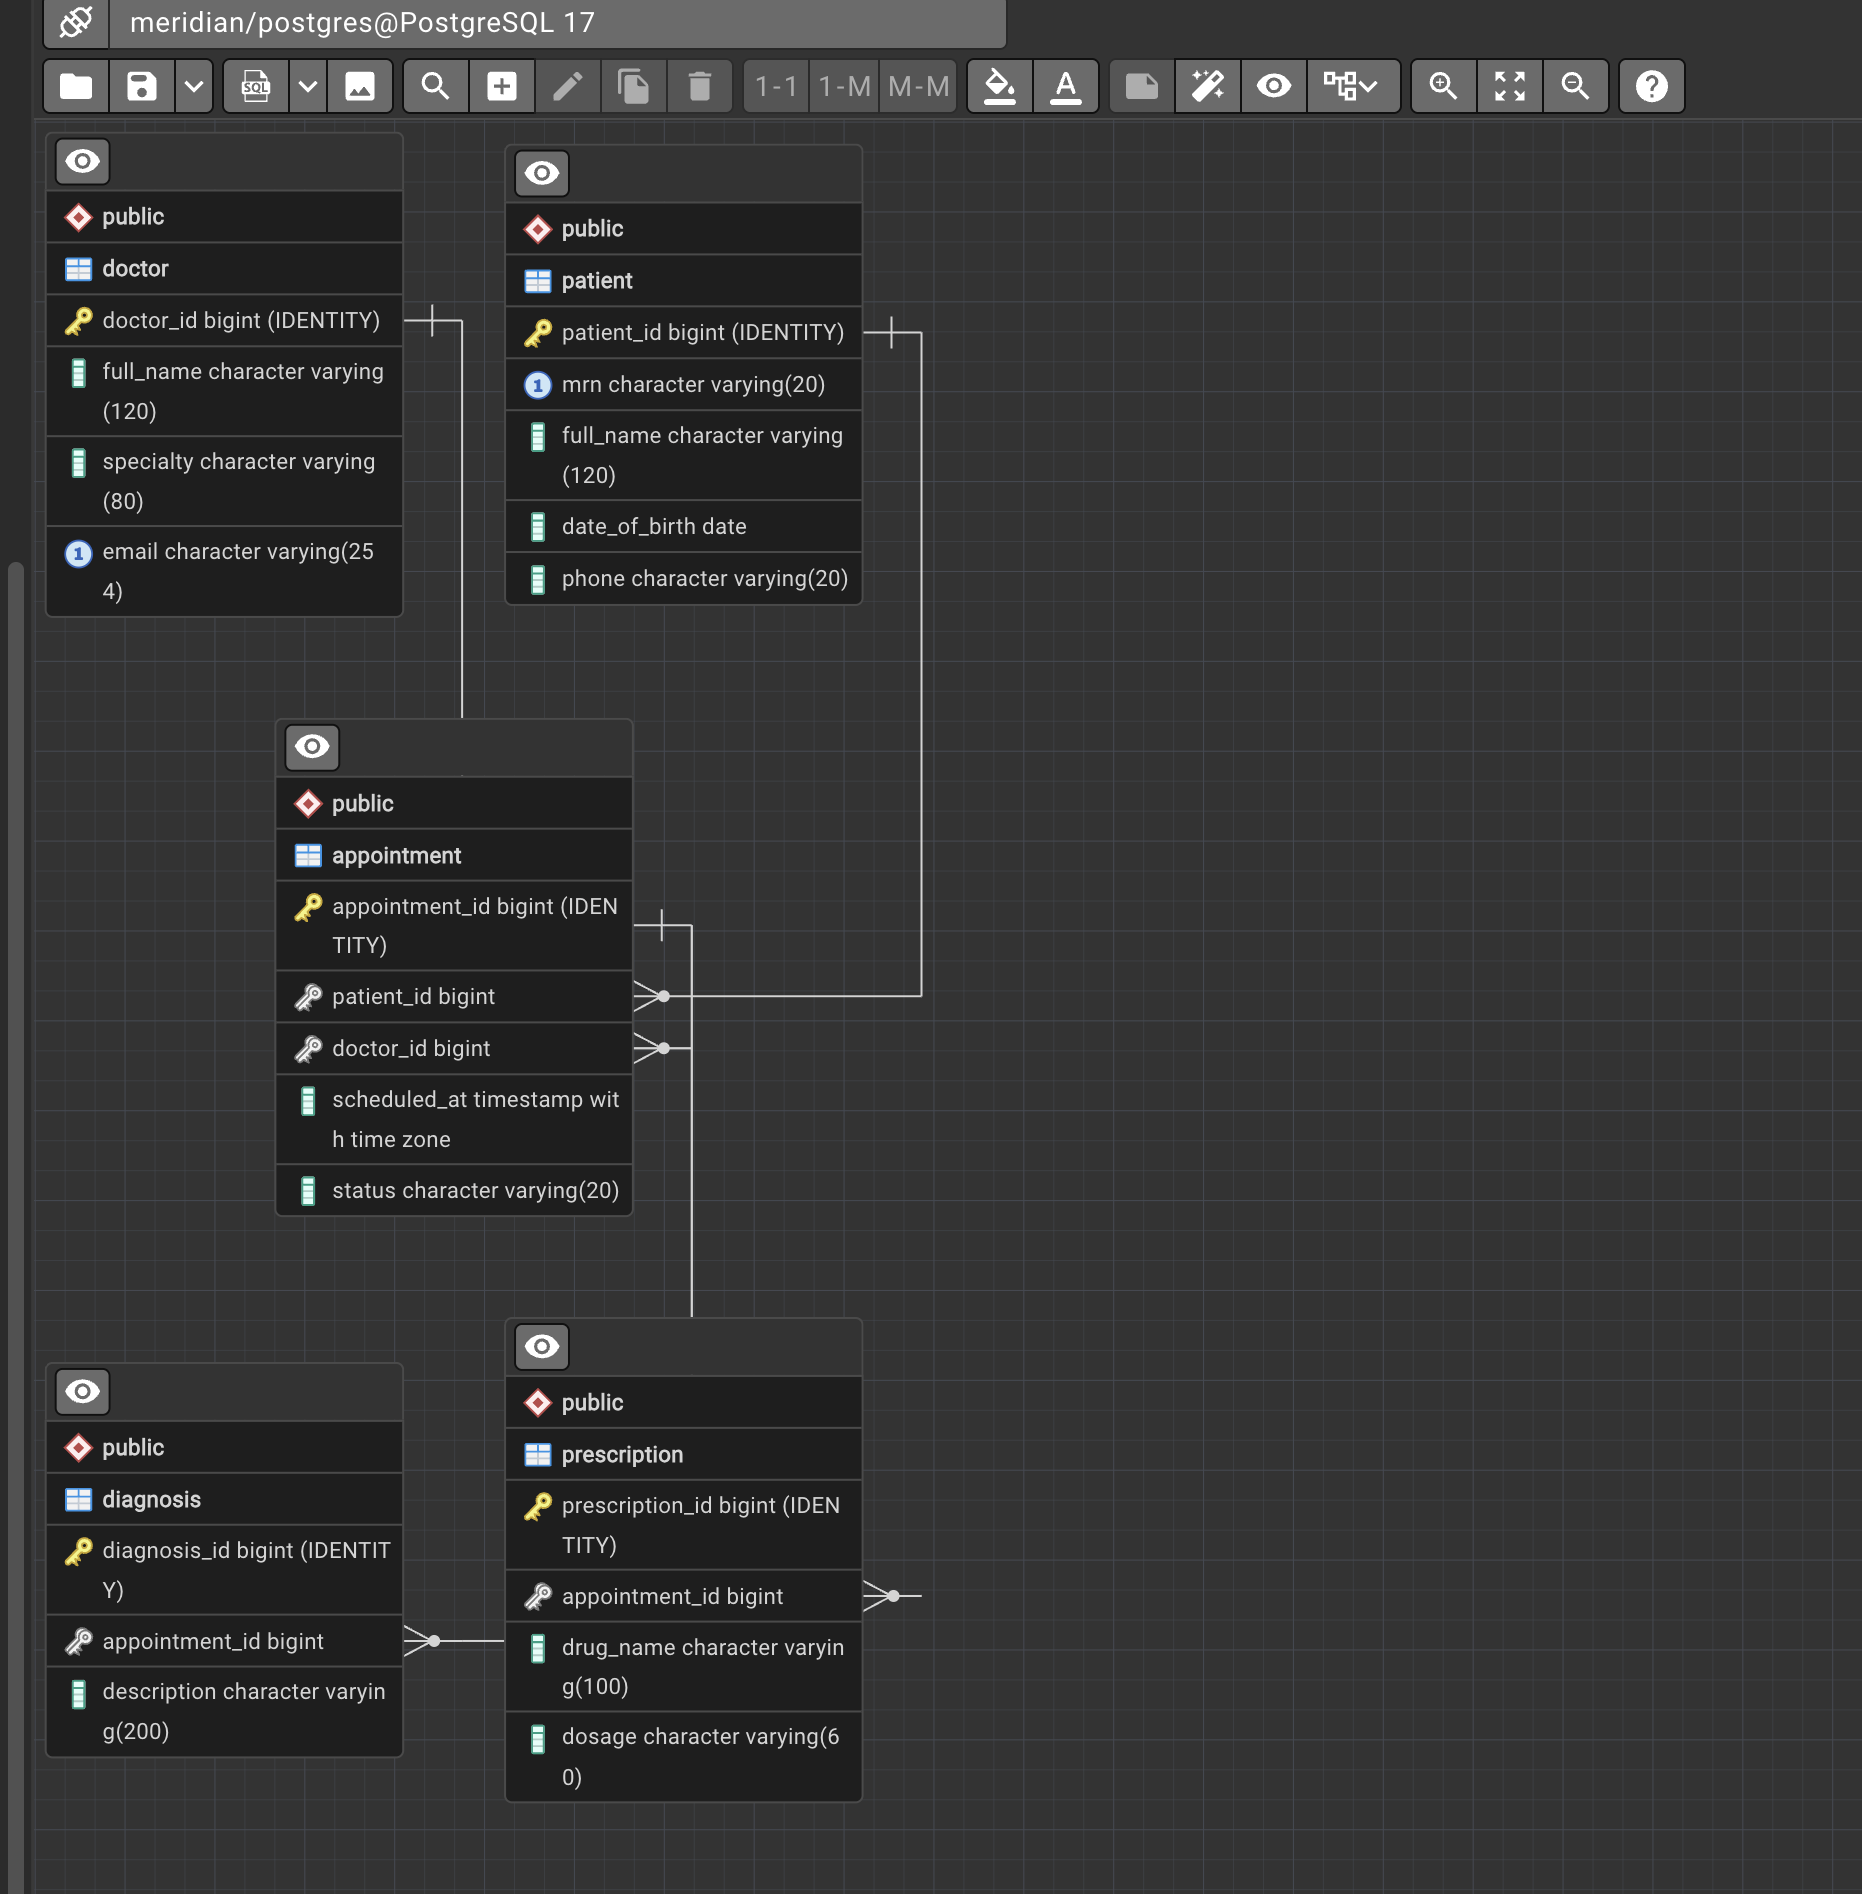 meridian/postgres@PostgreSQL 17
SQL
1-1
1-M
M-M
A
?
public
doctor
doctor_id bigint (IDENTITY)
full_name character varying
(120)
specialty character varying
(80)
1
email character varying(25
4)
public
patient
patient_id bigint (IDENTITY)
1
mrn character varying(20)
full_name character varying
(120)
date_of_birth date
phone character varying(20)
public
appointment
appointment_id bigint (IDEN
TITY)
patient_id bigint
doctor_id bigint
scheduled_at timestamp wit
h time zone
status character varying(20)
public
diagnosis
diagnosis_id bigint (IDENTIT
Y)
appointment_id bigint
description character varyin
g(200)
public
prescription
prescription_id bigint (IDEN
TITY)
appointment_id bigint
drug_name character varyin
g(100)
dosage character varying(6
0)